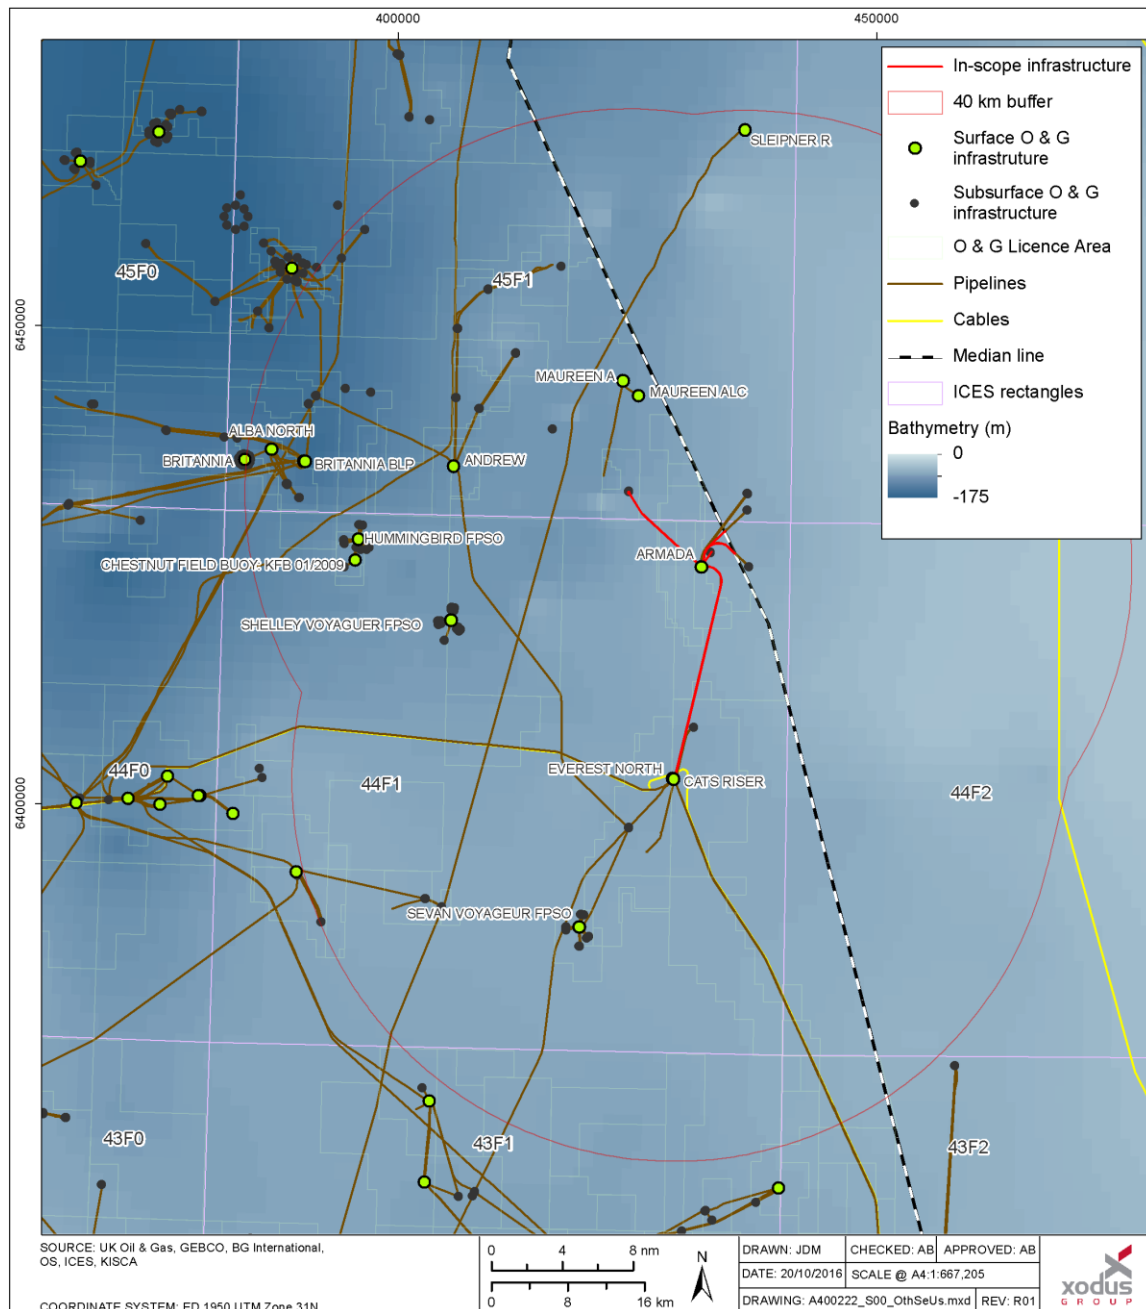 400000
450000
In-scope infrastructure
40 km buffer
Surface O & G
infrastruture
Subsurface O & G
infrastructure
O & G Licence Area
Pipelines
Cables
Median line
ICES rectangles
Bathymetry (m)
0
-175
SLEIPNER R
45F0
45F1
6450000
MAUREEN A
MAUREEN ALC
ALBA NORTH
BRITANNIA
BRITANNIA BLP
ANDREW
HUMMINGBIRD FPSO
ARMADA
CHESTNUT FIELD BUOY- KFB 01/2009
SHELLEY VOYAGUER FPSO
44F0
EVEREST NORTH
CATS RISER
44F1
44F2
6400000
SEVAN VOYAGEUR FPSO
43F0
43F1
43F2
SOURCE: UK Oil & Gas, GEBCO, BG International,
OS, ICES, KISCA
COORDINATE SYSTEM: ED 1950 UTM Zone 31N
0 4 8 nm
0 8 16 km
N
DRAWN: JDM CHECKED: AB APPROVED: AB
DATE: 20/10/2016 SCALE @ A4:1:667,205
DRAWING: A400222_S00_OthSeUs.mxd REV: R01
xodus
GROUP